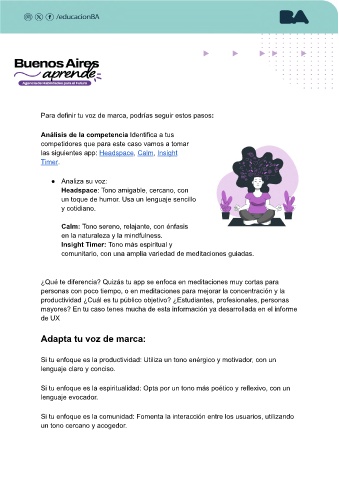 /educacionBA
BA
Buenos Aires
aprende
Agencia de Habilidades para el Futuro
Para definir tu voz de marca, podrías seguir estos pasos:
Análisis de la competencia Identifica a tus
competidores que para este caso vamos a tomar
las siguientes app: Headspace, Calm, Insight
Timer.
● Analiza su voz:
Headspace: Tono amigable, cercano, con
un toque de humor. Usa un lenguaje sencillo
y cotidiano.
Calm: Tono sereno, relajante, con énfasis
en la naturaleza y la mindfulness.
Insight Timer: Tono más espiritual y
comunitario, con una amplia variedad de meditaciones guiadas.
¿Qué te diferencia? Quizás tu app se enfoca en meditaciones muy cortas para
personas con poco tiempo, o en meditaciones para mejorar la concentración y la
productividad ¿Cuál es tu público objetivo? ¿Estudiantes, profesionales, personas
mayores? En tu caso tenes mucha de esta información ya desarrollada en el informe
de UX
Adapta tu voz de marca:
Si tu enfoque es la productividad: Utiliza un tono enérgico y motivador, con un
lenguaje claro y conciso.
Si tu enfoque es la espiritualidad: Opta por un tono más poético y reflexivo, con un
lenguaje evocador.
Si tu enfoque es la comunidad: Fomenta la interacción entre los usuarios, utilizando
un tono cercano y acogedor.